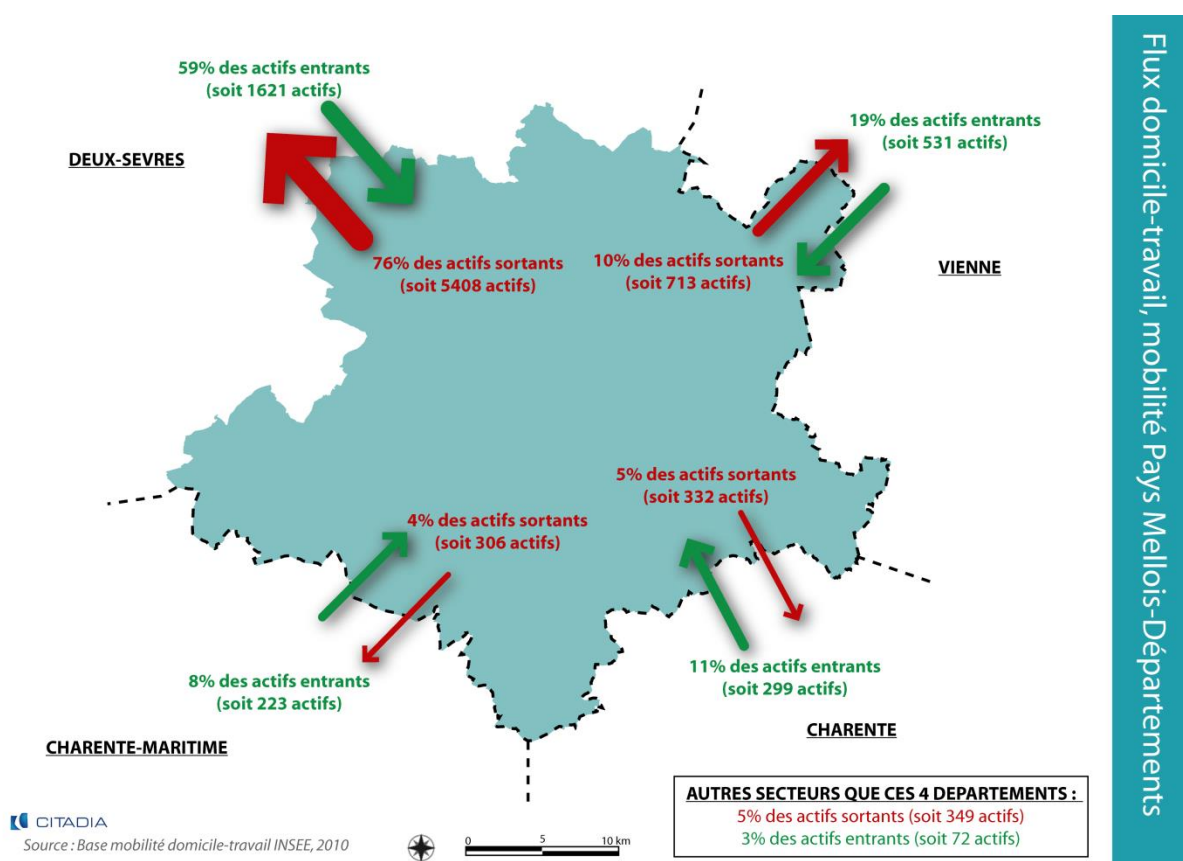 Flux domicile-travail, mobilité Pays Mellois-Départements
59% des actifs entrants
(soit 1621 actifs)
19% des actifs entrants
(soit 531 actifs)
DEUX-SEVRES
76% des actifs sortants
(soit 5408 actifs)
10% des actifs sortants
(soit 713 actifs)
VIENNE
5% des actifs sortants
(soit 332 actifs)
4% des actifs sortants
(soit 306 actifs)
8% des actifs entrants
(soit 223 actifs)
11% des actifs entrants
(soit 299 actifs)
CHARENTE-MARITIME
CHARENTE
AUTRES SECTEURS QUE CES 4 DEPARTEMENTS :
5% des actifs sortants (soit 349 actifs)
3% des actifs entrants (soit 72 actifs)
CITADIA
Source : Base mobilité domicile-travail INSEE, 2010
0 5 10 km